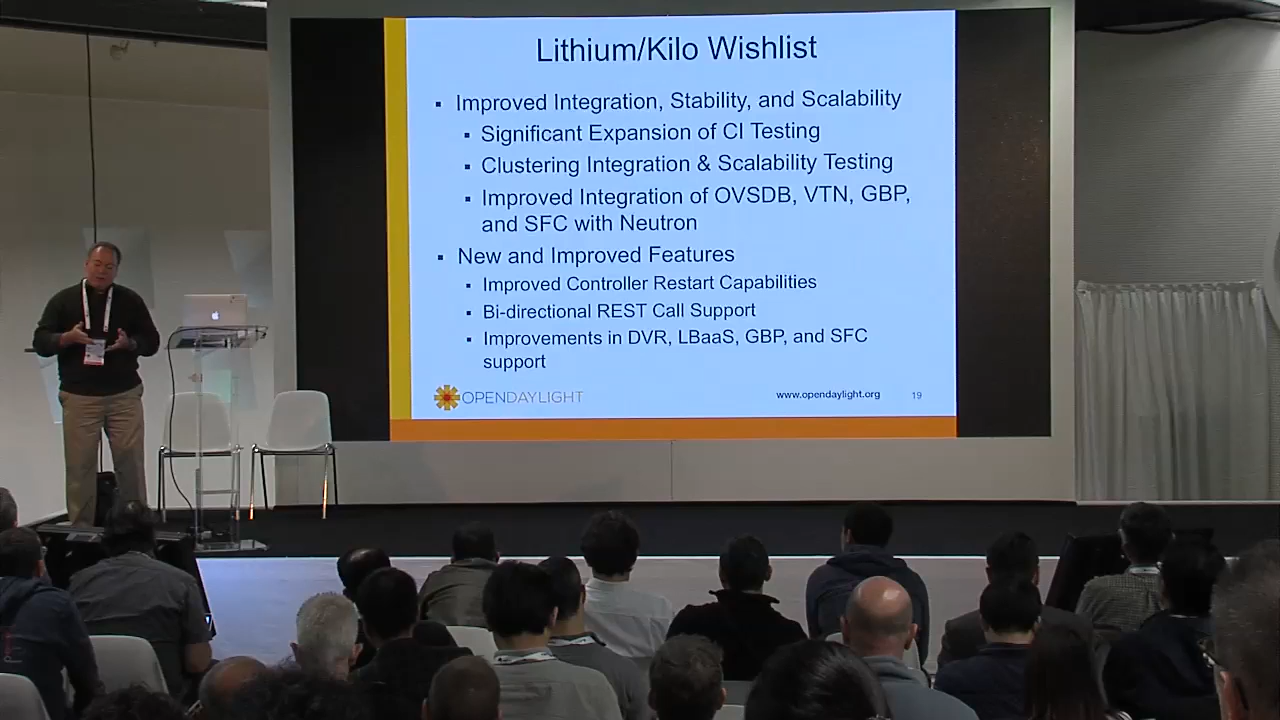 Lithium/Kilo Wishlist
▪ Improved Integration, Stability, and Scalability
▪ Significant Expansion of CI Testing
▪ Clustering Integration & Scalability Testing
▪ Improved Integration of OVSDB, VTN, GBP,
and SFC with Neutron
▪ New and Improved Features
▪ Improved Controller Restart Capabilities
▪ Bi-directional REST Call Support
▪ Improvements in DVR, LBaaS, GBP, and SFC
support
OPENDAYLIGHT
www.opendaylight.org
19